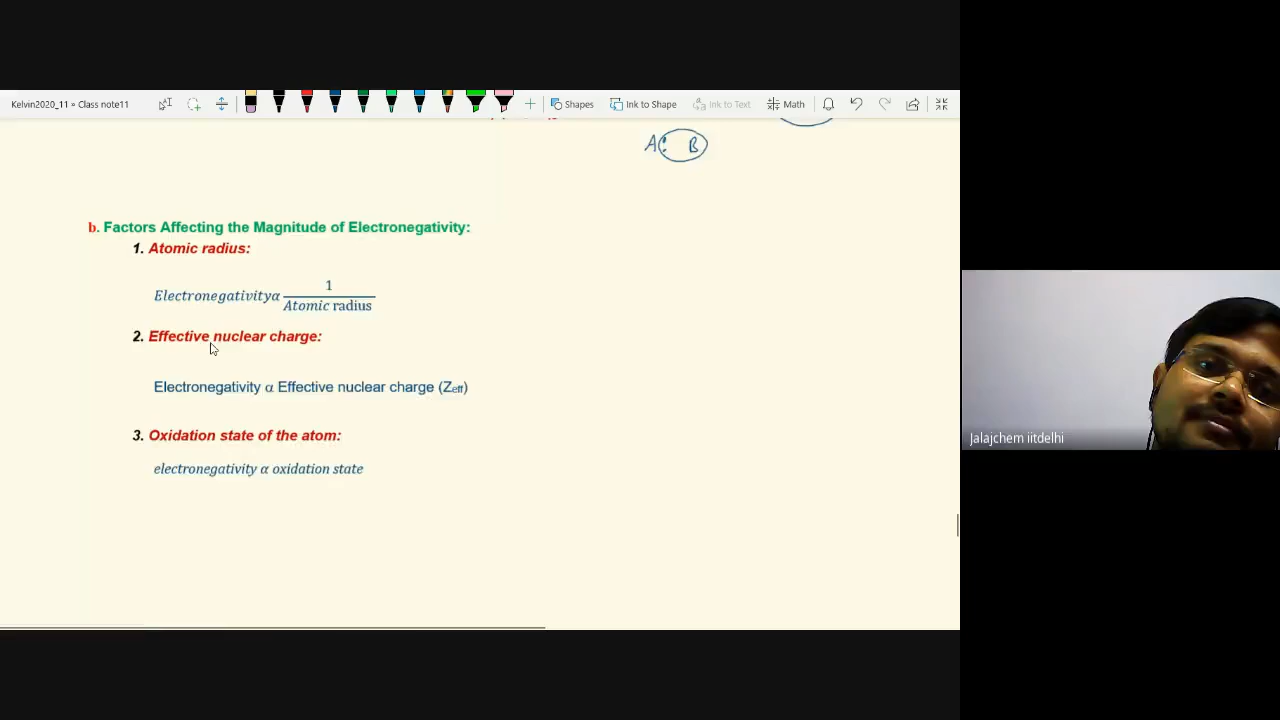 Kelvin2020_11 » Class note11
Shapes
Ink to Shape
Ink to Text
Math
A: B
b. Factors Affecting the Magnitude of Electronegativity:
1. Atomic radius:
Electronegativityα 1
Atomic radius
2. Effective nuclear charge:
Electronegativity α Effective nuclear charge (Zeff)
3. Oxidation state of the atom:
electronegativity α oxidation state
Jalajchem iitdelhi